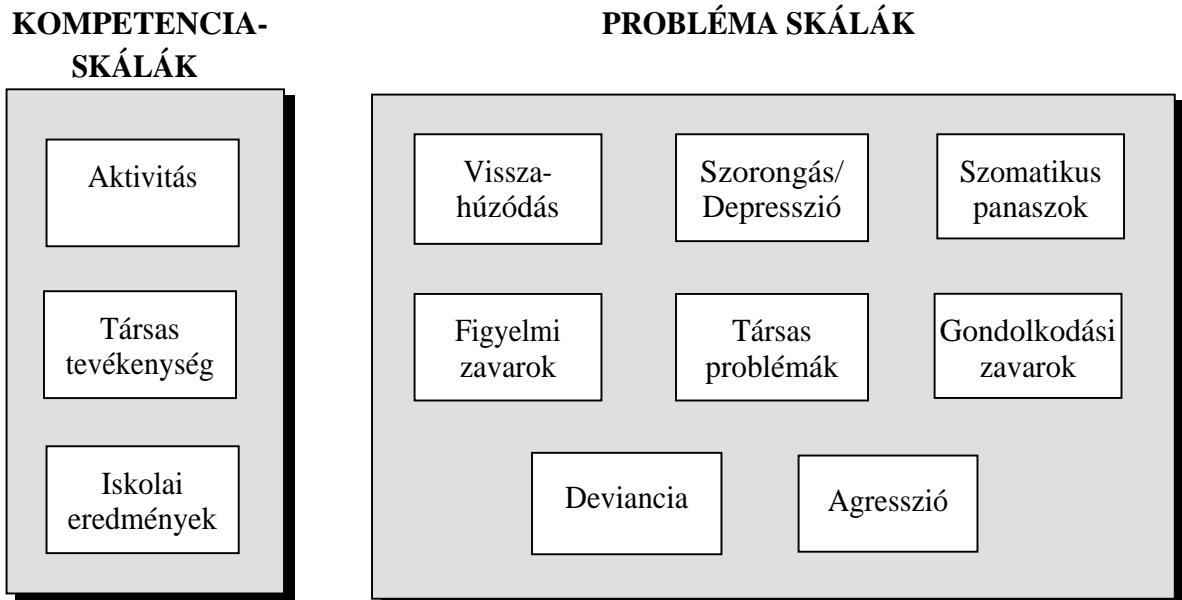 KOMPETENCIA-
SKÁLÁK
Aktivitás
Társas
tevékenység
Iskolai
eredmények
PROBLÉMA SKÁLÁK
Vissza-
húzódás
Szorongás/
Depresszió
Szomatikus
panaszok
Figyelmi
zavarok
Társas
problémák
Gondolkodási
zavarok
Deviancia
Agresszió